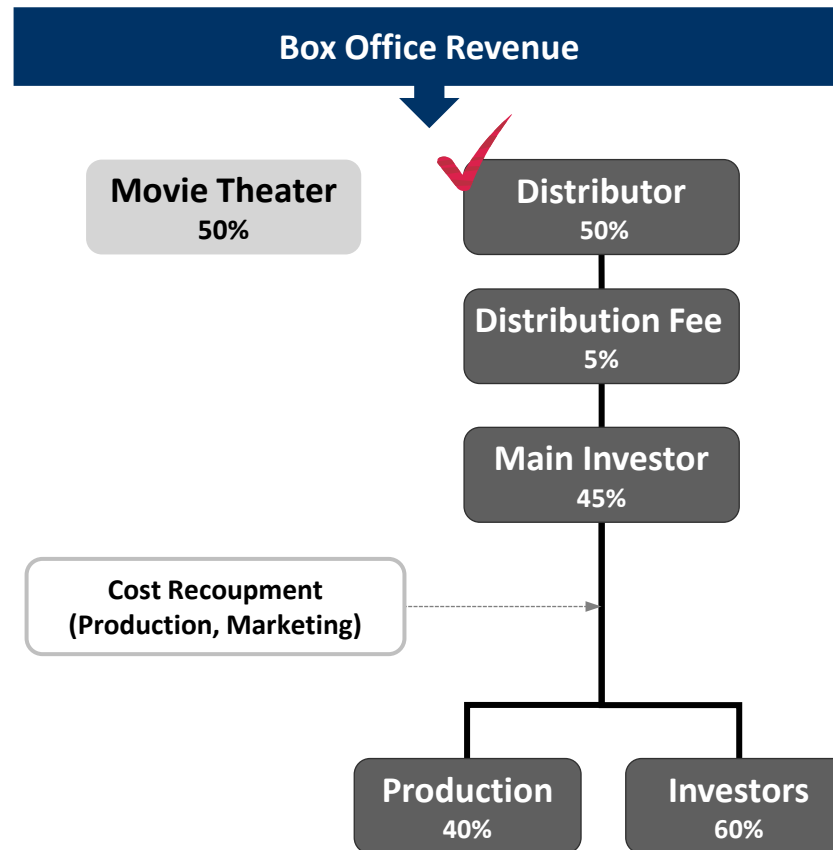 Box Office Revenue
Movie Theater
50%
Distributor
50%
Distribution Fee
5%
Main Investor
45%
Cost Recoupment
(Production, Marketing)
Production
40%
Investors
60%